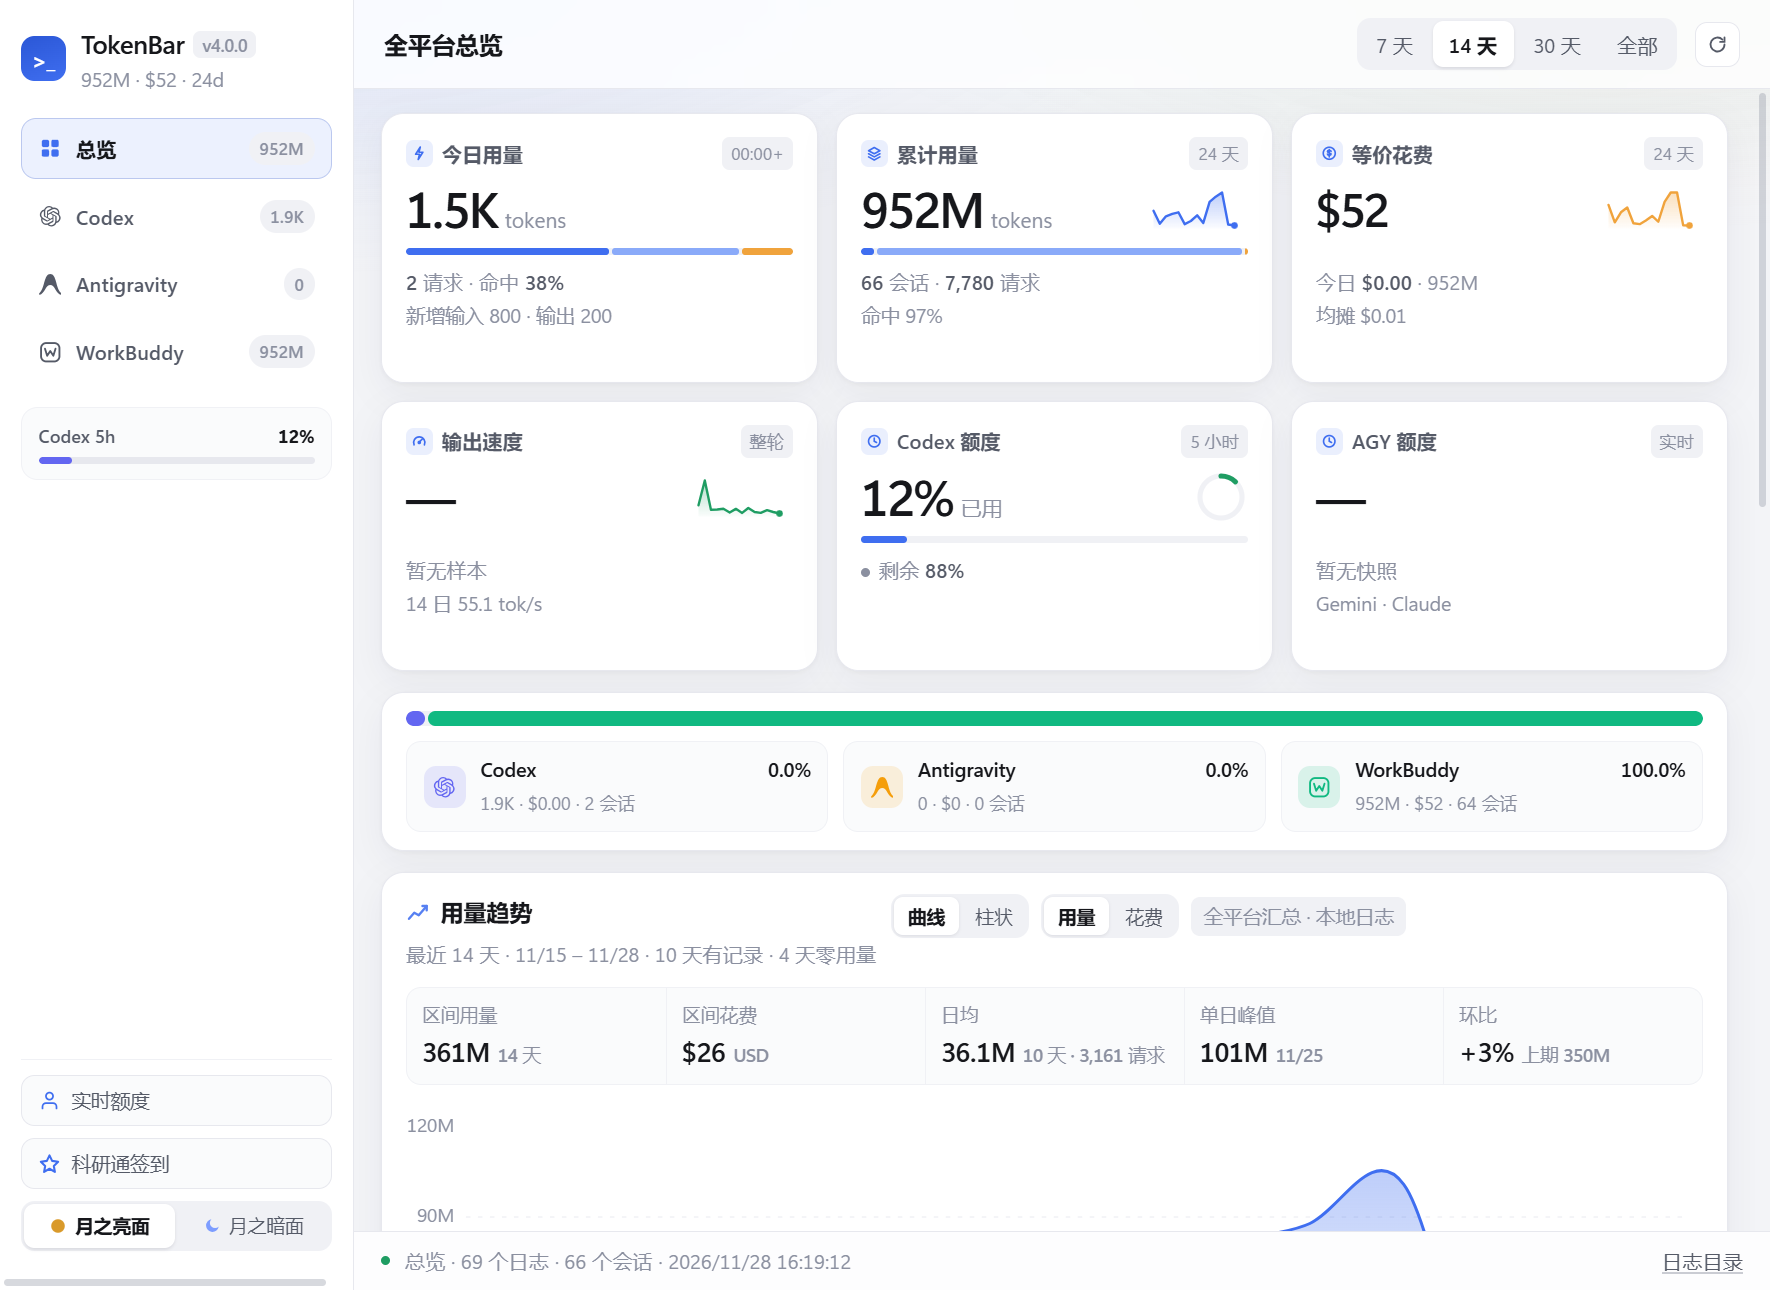 >_
TokenBar v4.0.0
952M · $52 · 24d
总览 952M
Codex 1.9K
Antigravity 0
WorkBuddy 952M
Codex 5h 12%
实时额度
科研通签到
月之亮面 月之暗面
全平台总览
7 天 14 天 30 天 全部
今日用量 00:00+
1.5K tokens
2 请求 · 命中 38%
新增输入 800 · 输出 200
累计用量 24 天
952M tokens
66 会话 · 7,780 请求
命中 97%
等价花费 24 天
$52
今日 $0.00 · 952M
均摊 $0.01
输出速度 整轮
—
暂无样本
14 日 55.1 tok/s
Codex 额度 5 小时
12% 已用
剩余 88%
AGY 额度 实时
—
暂无快照
Gemini · Claude
Codex 0.0%
1.9K · $0.00 · 2 会话
Antigravity 0.0%
0 · $0 · 0 会话
WorkBuddy 100.0%
952M · $52 · 64 会话
用量趋势
曲线 柱状 用量 花费 全平台汇总 · 本地日志
最近 14 天 · 11/15 – 11/28 · 10 天有记录 · 4 天零用量
区间用量
361M 14 天
区间花费
$26 USD
日均
36.1M 10 天 · 3,161 请求
单日峰值
101M 11/25
环比
+3% 上期 350M
120M
90M
总览 · 69 个日志 · 66 个会话 · 2026/11/28 16:19:12
日志目录